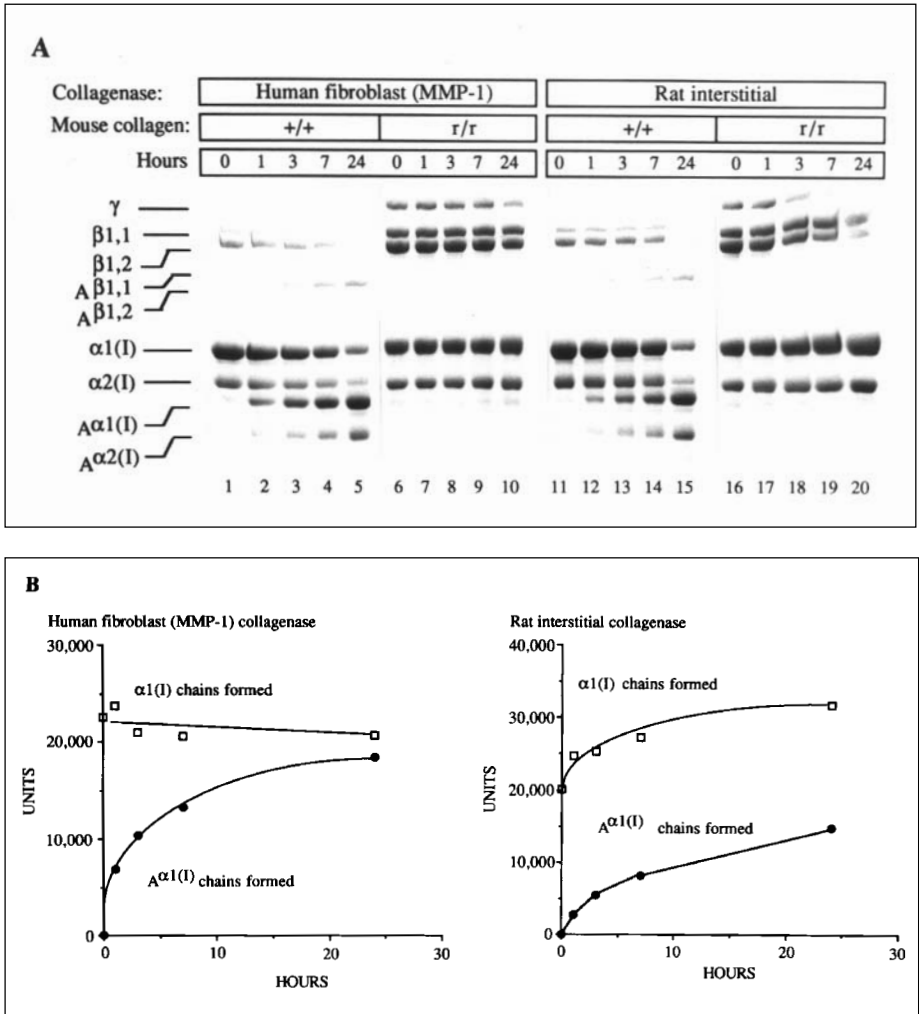 A
Collagenase: Human fibroblast (MMP-1) Rat interstitial
Mouse collagen: +/+ r/r +/+ r/r
Hours 0 1 3 7 24 0 1 3 7 24 0 1 3 7 24 0 1 3 7 20
γ
β1,1
β1,2
Aβ1,1
Aβ1,2
α1(I)
α2(I)
Aα1(I)
Aα2(I)
1 2 3 4 5 6 7 8 9 10 11 12 13 14 15 16 17 18 19 20
B
Human fibroblast (MMP-1) collagenase
30,000
20,000
10,000
0
UNITS
α1(I) chains formed
Aα1(I) chains formed
0 10 20 30
HOURS
Rat interstitial collagenase
40,000
30,000
20,000
10,000
0
UNITS
α1(I) chains formed
Aα1(I) chains formed
0 10 20 30
HOURS